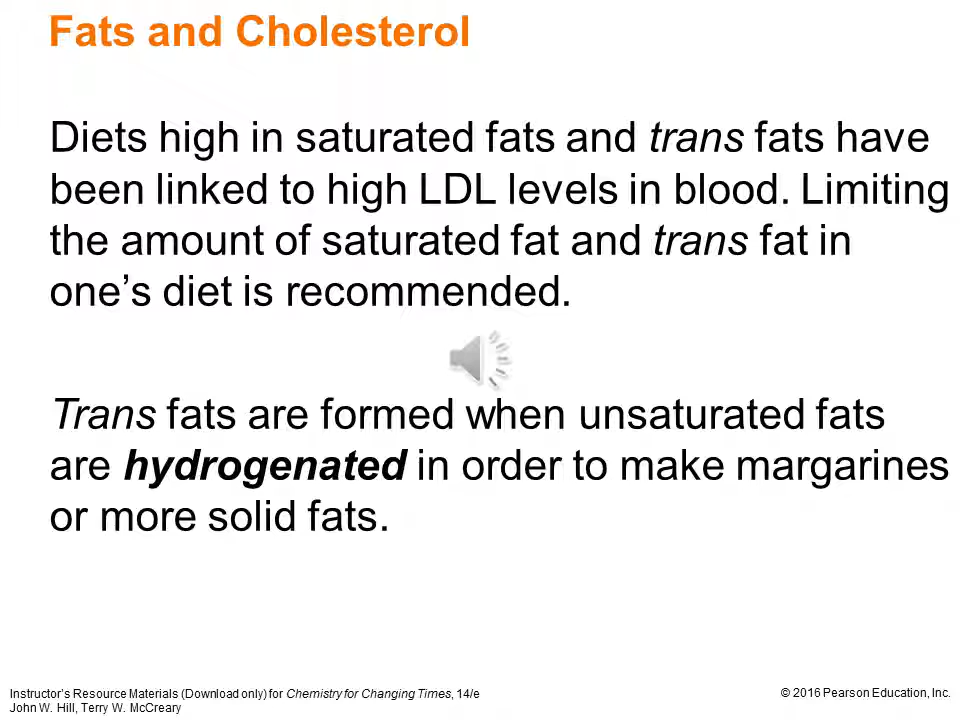 Fats and Cholesterol
Diets high in saturated fats and trans fats have
been linked to high LDL levels in blood. Limiting
the amount of saturated fat and trans fat in
one’s diet is recommended.
Trans fats are formed when unsaturated fats
are hydrogenated in order to make margarines
or more solid fats.
Instructor’s Resource Materials (Download only) for Chemistry for Changing Times, 14/e
John W. Hill, Terry W. McCreary
© 2016 Pearson Education, Inc.